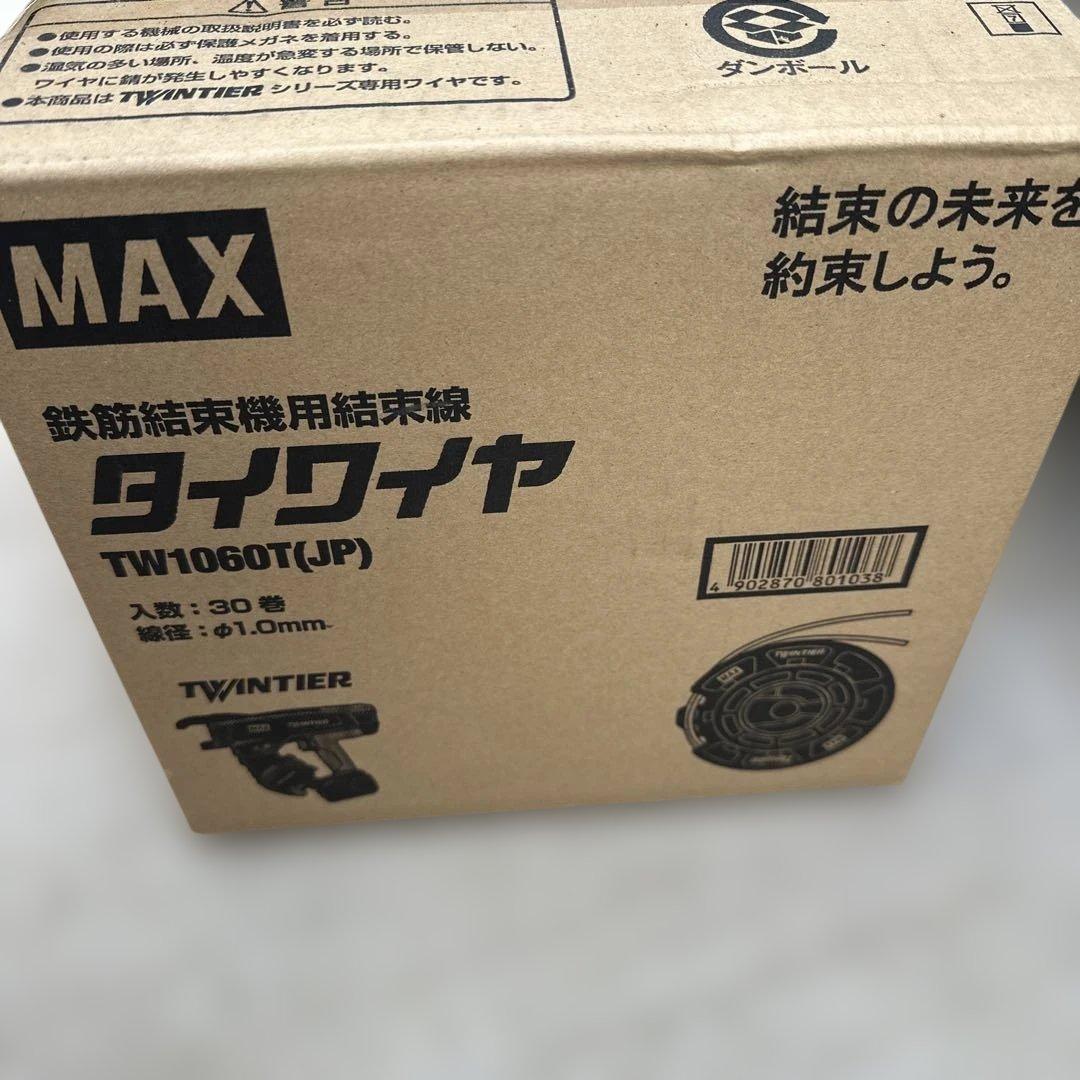 警告
●使用する機械の取扱説明書を必ず読む。
●使用の際は必ず保護メガネを着用する。
●湿気の多い場所、温度が急変する場所で保管しない。
ワイヤに錆が発生しやすくなります。
●本商品はTWINTIERシリーズ専用ワイヤです。
ダンボール
MAX
結束の未来を
約束しよう。
鉄筋結束機用結束線
タイワイヤ
TW1060T(JP)
入数：30巻
線径：φ1.0mm
4 902870 801038
TWINTIER
MAX
TWINTIER
MAX
TWINTIER
MAX